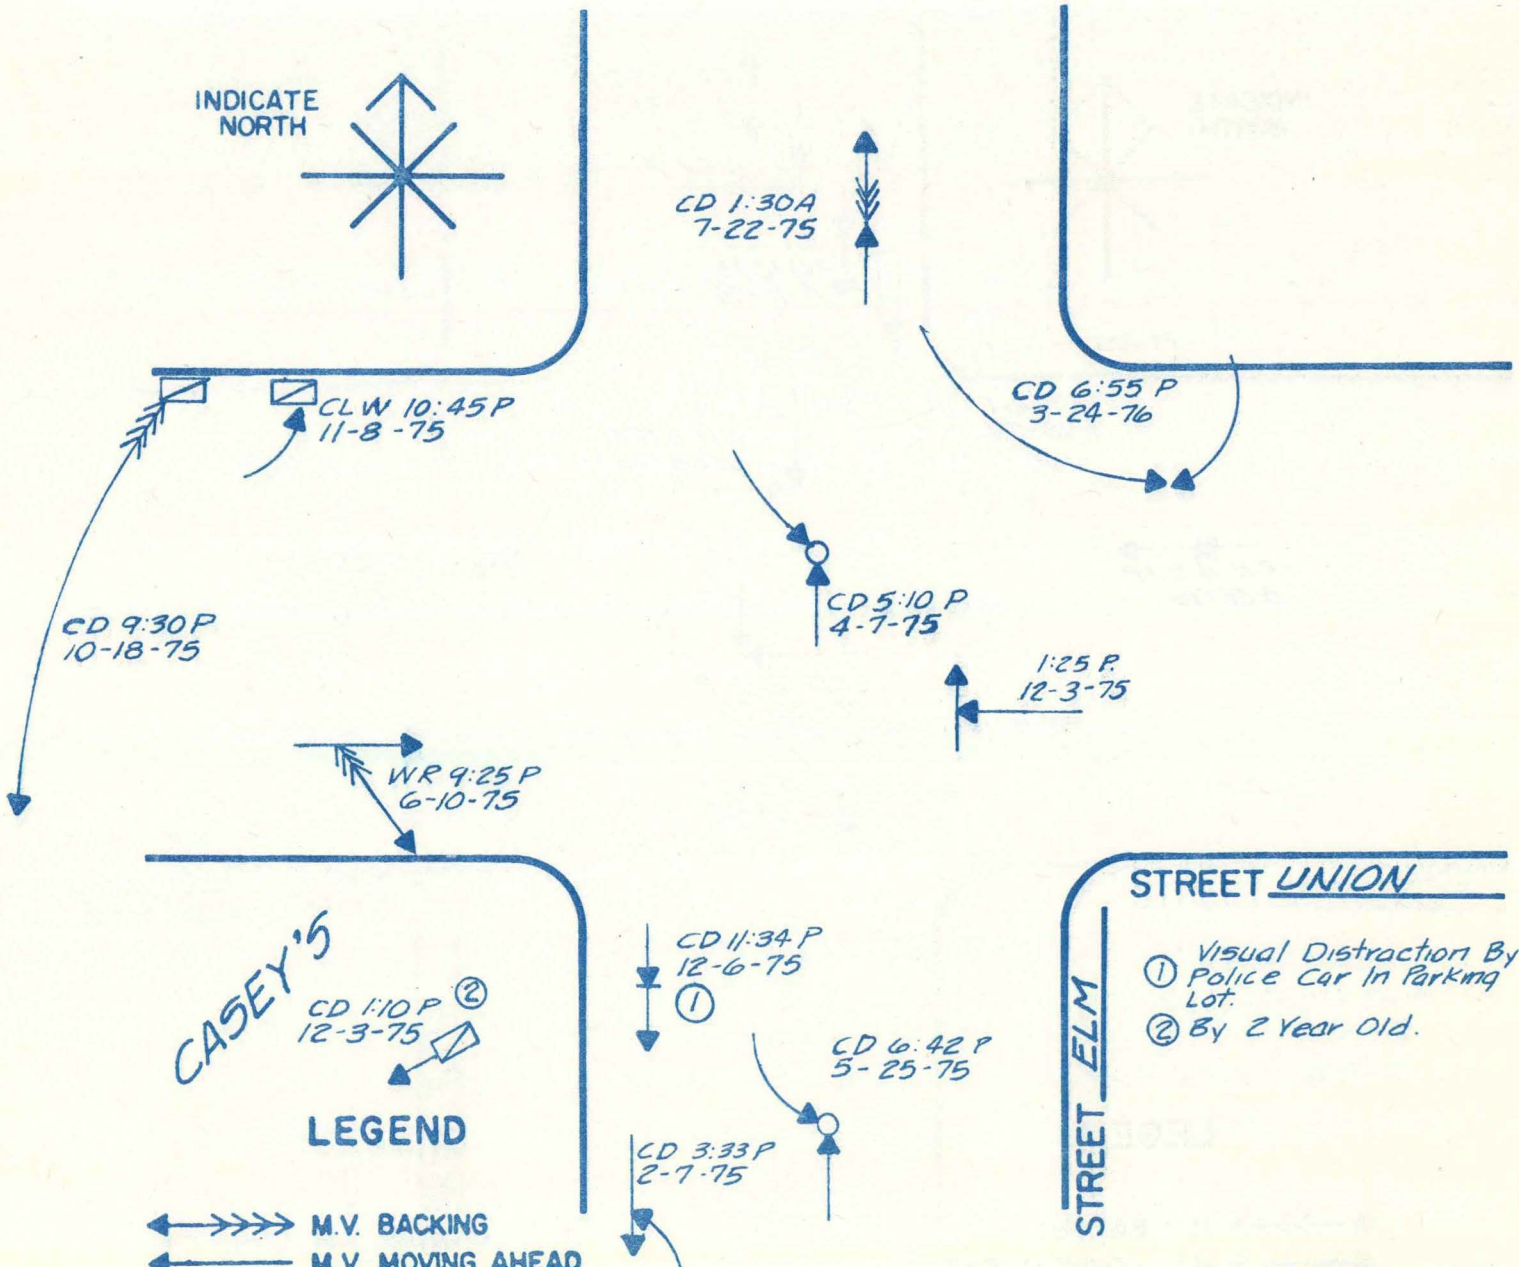 INDICATE
NORTH
CD 1:30A
7-22-75
CLW 10:45P
11-8-75
CD 6:55 P
3-24-76
CD 9:30P
10-18-75
CD 5:10 P
4-7-75
1:25 P.
12-3-75
WR 9:25 P
6-10-75
STREET UNION
CASEY'S
CD 11:34 P
12-6-75
1
CD 1:10 P 2
12-3-75
1 Visual Distraction By
Police Car In Parking
Lot.
2 By 2 Year Old.
STREET ELM
CD 6:42 P
5-25-75
LEGEND
CD 3:33 P
2-7-75
M.V. BACKING
M.V. MOVING AHEAD